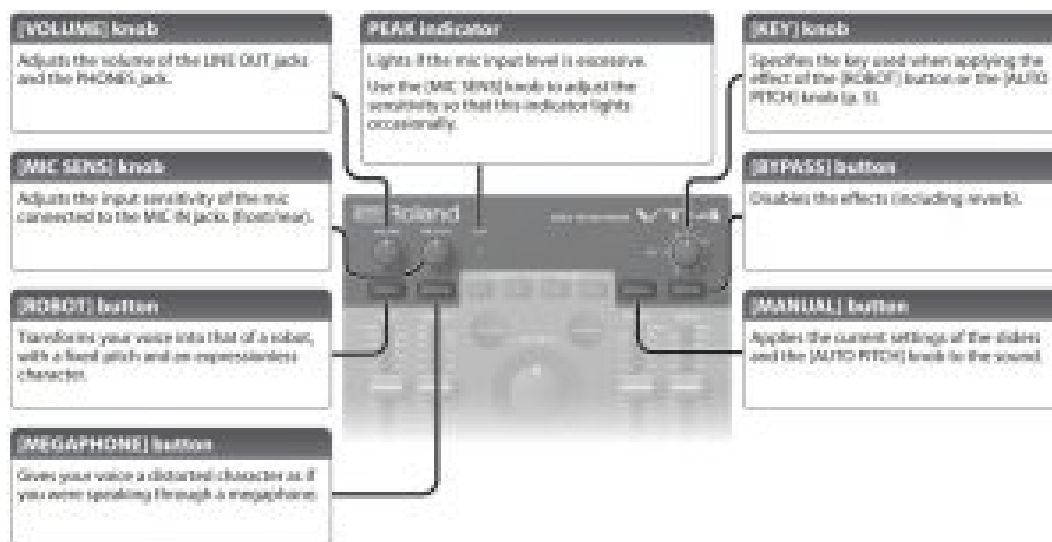 [VOLUME] knob
Adjusts the volume of the LINE OUT jacks
and the PHONES jack.
PEAK indicator
Lights if the mic input level is excessive.
Use the [MIC SENS] knob to adjust the
sensitivity so that this indicator lights
occasionally.
[KEY] knob
Specifies the key used when applying the
effect of the [ROBOT] button or the [AUTO
PITCH] knob (p. 5).
[MIC SENS] knob
Adjusts the input sensitivity of the mic
connected to the MIC IN jacks (front/rear).
[BYPASS] button
Disables the effects (including reverb).
Roland
VT-4
[ROBOT] button
Transforms your voice into that of a robot,
with a fixed pitch and an expressionless
character.
[MANUAL] button
Applies the current settings of the sliders
and the [AUTO PITCH] knob to the sound.
[MEGAPHONE] button
Gives your voice a distorted character as if
you were speaking through a megaphone.